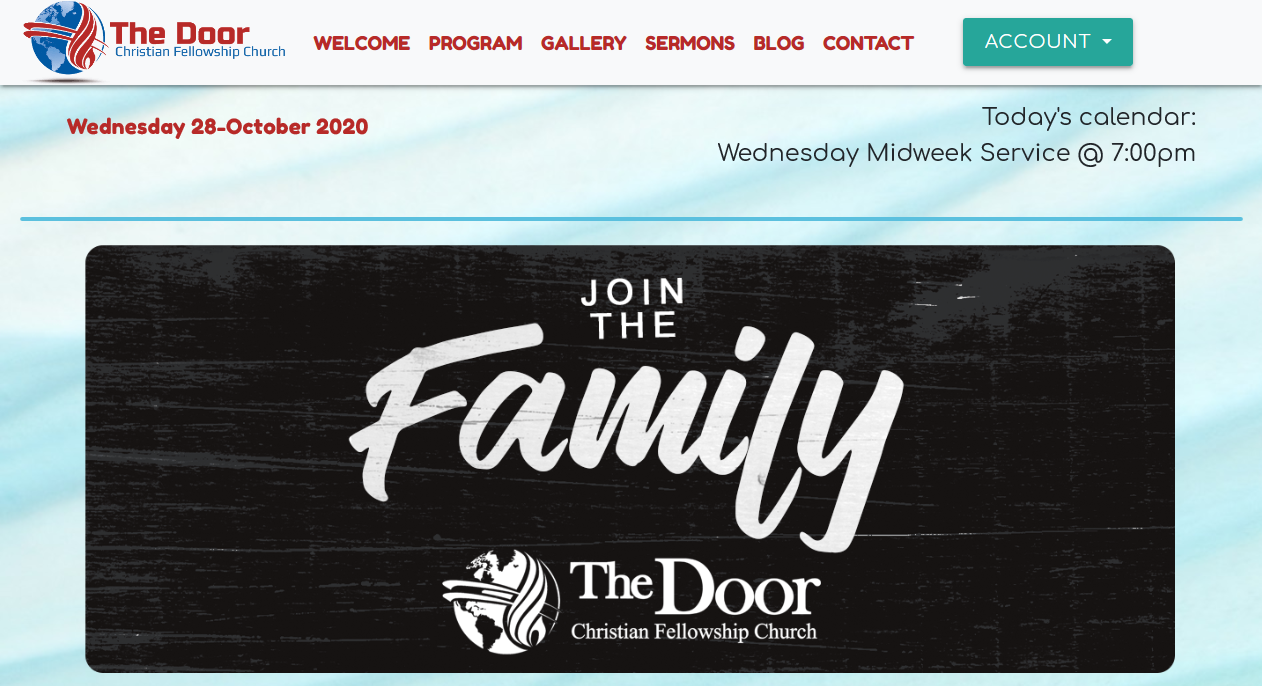 The Door
Christian Fellowship Church
WELCOME PROGRAM GALLERY SERMONS BLOG CONTACT
ACCOUNT
Wednesday 28-October 2020
Today's calendar:
Wednesday Midweek Service @ 7:00pm
JOIN
THE
Family
The Door
Christian Fellowship Church